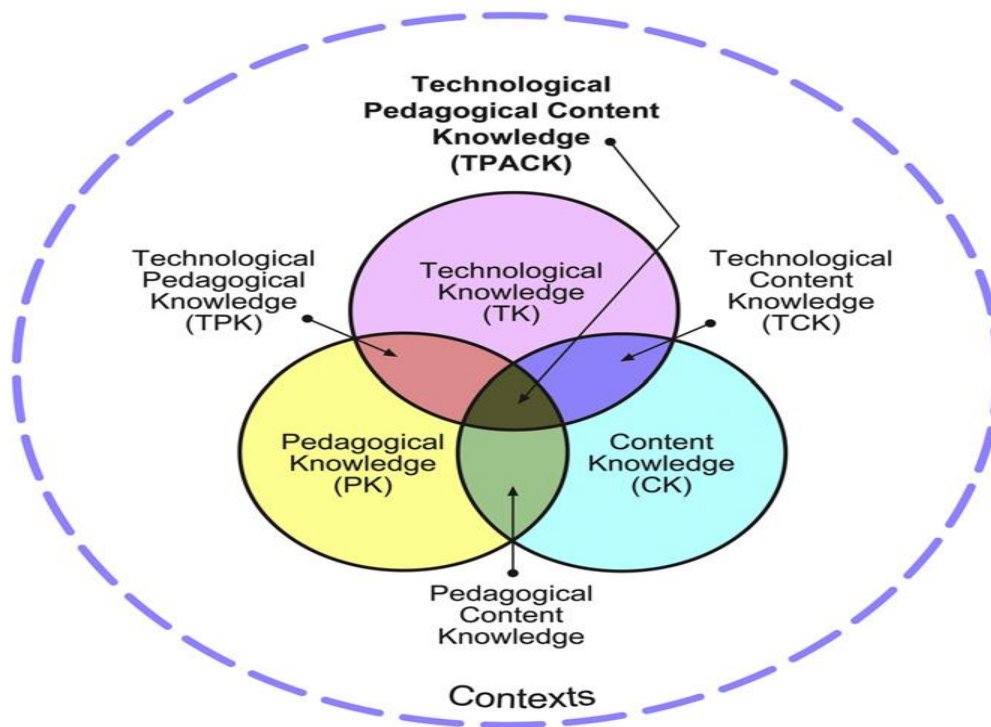 Technological
Pedagogical Content
Knowledge
(TPACK)
Technological
Pedagogical
Knowledge
(TPK)
Technological
Knowledge
(TK)
Technological
Content
Knowledge
(TCK)
Pedagogical
Knowledge
(PK)
Content
Knowledge
(CK)
Pedagogical
Content
Knowledge
Contexts